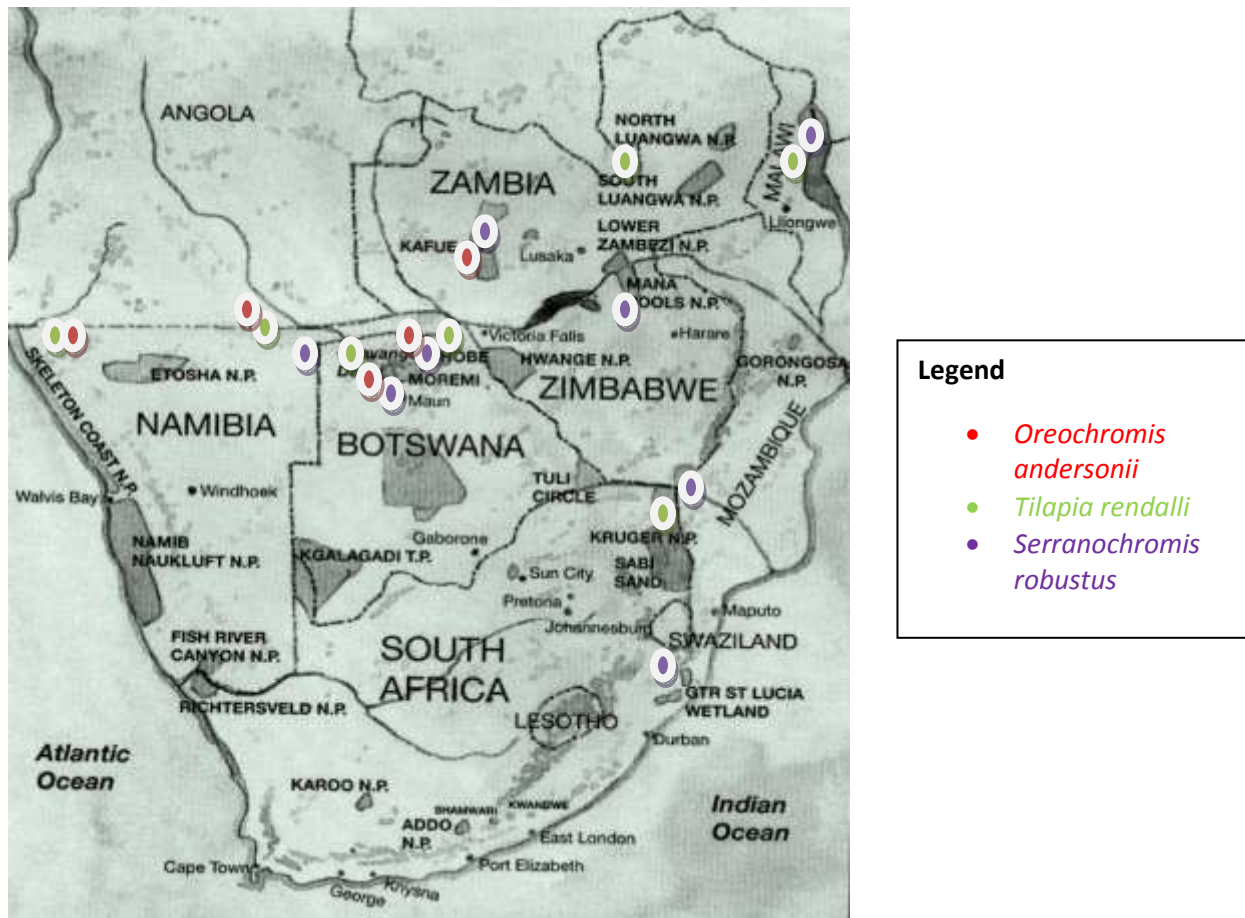 ANGOLA
NORTH
LUANGWA N.P.
MALAWI
ZAMBIA
SOUTH
LUANGWA N.P.
Lilongwe
KAFUE
Lusaka
LOWER
ZAMBEZI N.P.
MANA
Victoria Falls
Harare
ETOSHA N.P.
HWANGE N.P.
GORONGOSA
N.P.
SKELETON COAST N.P.
MOREMI
Maun
ZIMBABWE
NAMIBIA
BOTSWANA
MOZAMBIQUE
TULI
CIRCLE
Walvis Bay
Windhoek
NAMIB
NAUKLUFT N.P.
Gaborone
KRUGER N.P.
KGALAGADI T.P.
SABI
SAND
Sun City
Pretoria
Maputo
Johannesburg
SWAZILAND
FISH RIVER
CANYON N.P.
SOUTH
AFRICA
GTR ST LUCIA
WETLAND
RICHTERSVELD N.P.
LESOTHO
Durban
Atlantic
Ocean
KAROO N.P.
SHAMWARI
KWANDWE
Indian
Ocean
ADDO
N.P.
East London
Cape Town
Port Elizabeth
George
Knysna
Legend
• Oreochromis
andersonii
• Tilapia rendalli
• Serranochromis
robustus